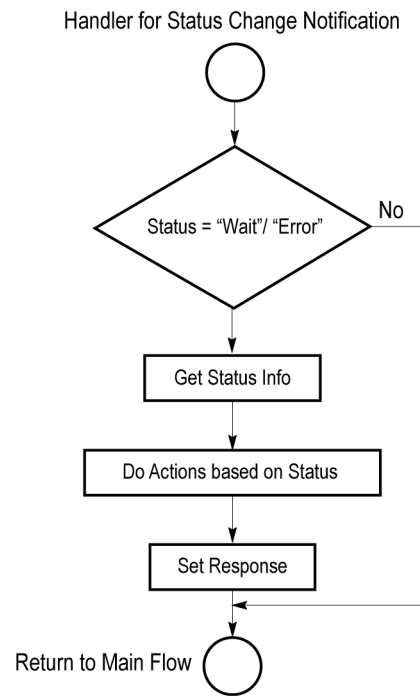 Handler for Status Change Notification
Status = “Wait”/ “Error”
No
Get Status Info
Do Actions based on Status
Set Response
Return to Main Flow